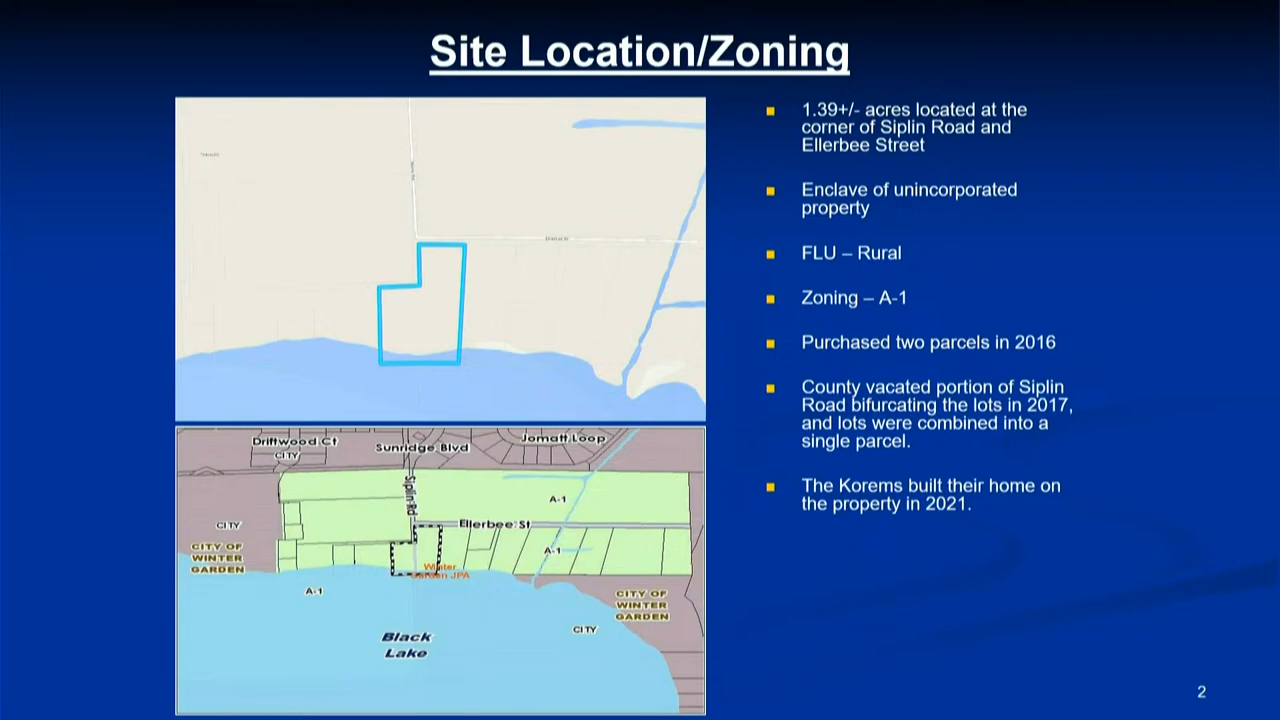 Site Location/Zoning
1.39+/- acres located at the
corner of Siplin Road and
Ellerbee Street
Enclave of unincorporated
property
FLU – Rural
Zoning – A-1
Purchased two parcels in 2016
County vacated portion of Siplin
Road bifurcating the lots in 2017,
and lots were combined into a
single parcel.
The Korems built their home on
the property in 2021.
Driftwood Ct
CITY
Sunridge Blvd
Jomatt Loop
Siplin Rd
A-1
Ellerbee St
CITY
CITY OF
WINTER
GARDEN
A-1
Winter
Garden JPA
A-1
CITY OF
WINTER
GARDEN
CITY
Black
Lake
2